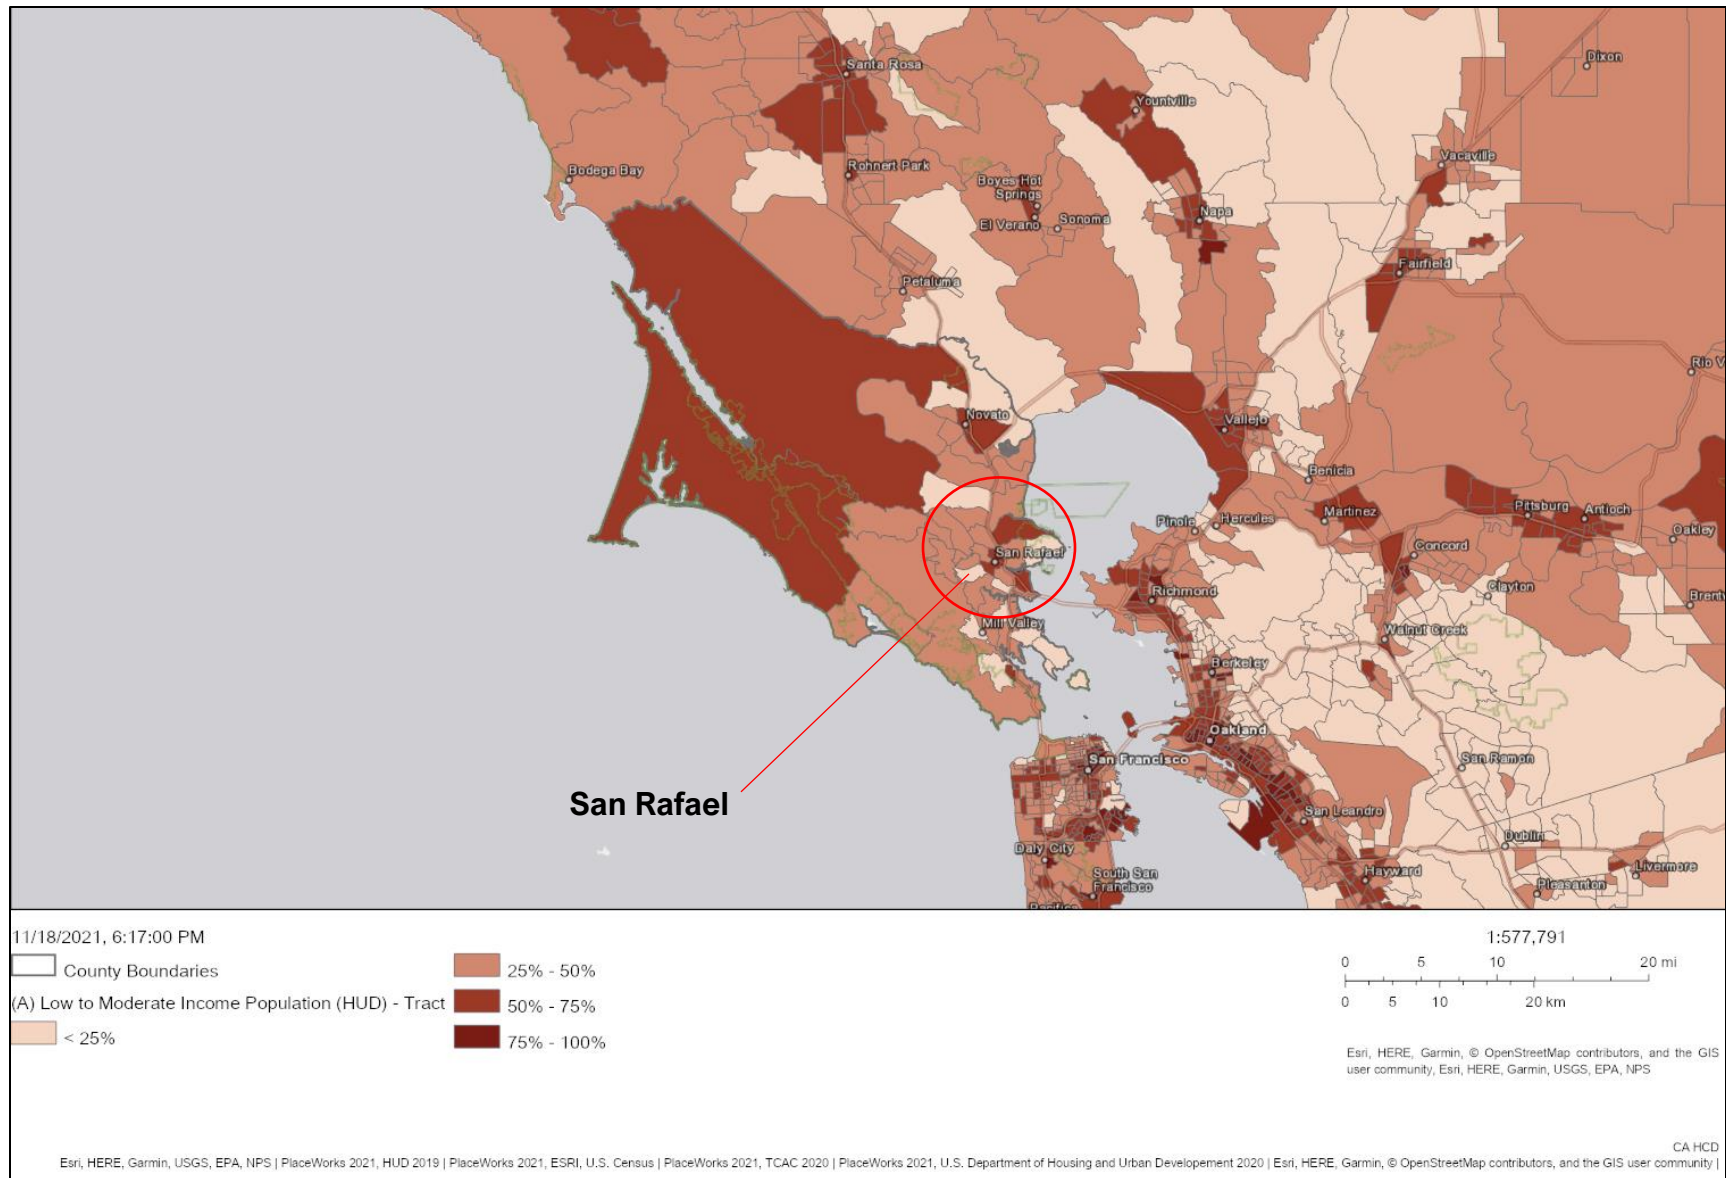 Dixon
Santa Rosa
Yountville
Vacaville
Rohnert Park
Bodega Bay
Boyes Hot
Springs
Napa
El Verano
Sonoma
Fairfield
Petaluma
Rio V
Novato
Vallejo
Benicia
Pittsburg
Antioch
Martinez
Pinole
Hercules
Oakley
Concord
San Rafael
Clayton
Richmond
Brent
Mill Valley
Walnut Creek
Berkeley
Oakland
San Francisco
San Ramon
San Rafael
San Leandro
Dublin
Daly City
Livermore
South San
Francisco
Hayward
Pleasanton
Pacifica
11/18/2021, 6:17:00 PM
County Boundaries
(A) Low to Moderate Income Population (HUD) - Tract
< 25%
25% - 50%
50% - 75%
75% - 100%
1:577,791
0 5 10 20 mi
0 5 10 20 km
Esri, HERE, Garmin, © OpenStreetMap contributors, and the GIS
user community, Esri, HERE, Garmin, USGS, EPA, NPS
CA HCD
Esri, HERE, Garmin, USGS, EPA, NPS | PlaceWorks 2021, HUD 2019 | PlaceWorks 2021, ESRI, U.S. Census | PlaceWorks 2021, TCAC 2020 | PlaceWorks 2021, U.S. Department of Housing and Urban Developement 2020 | Esri, HERE, Garmin, © OpenStreetMap contributors, and the GIS user community |